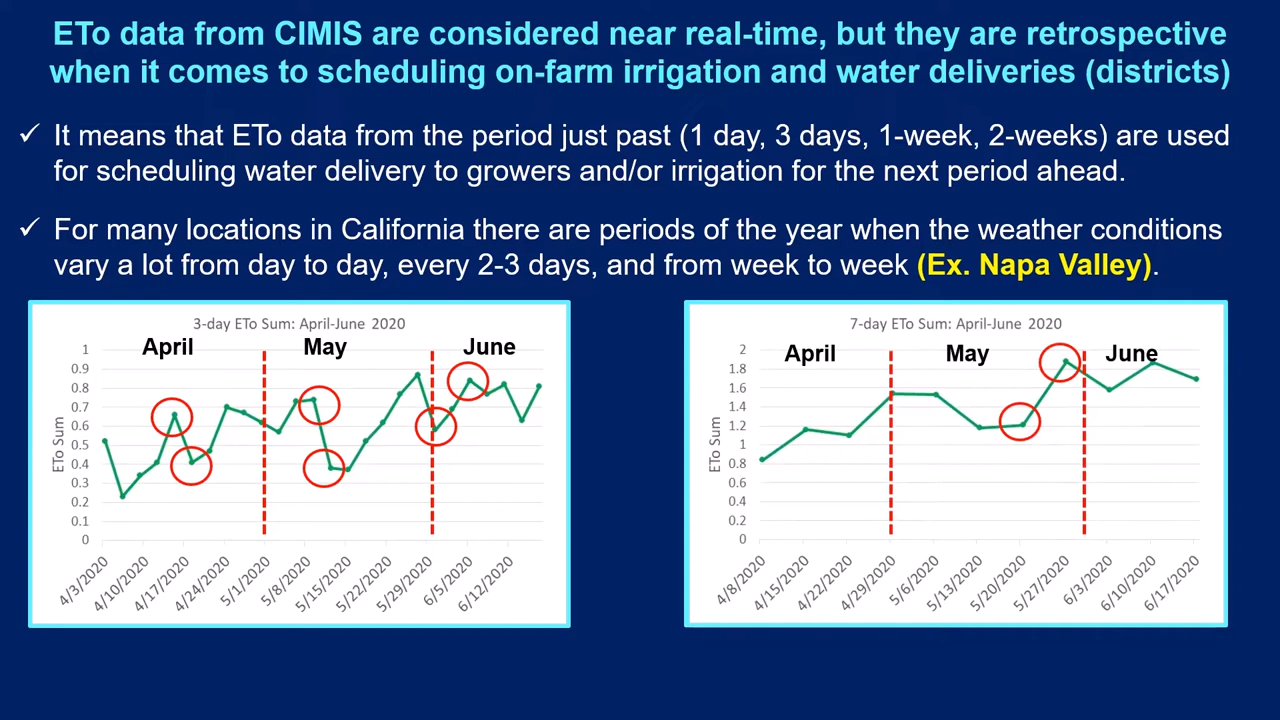 ETo data from CIMIS are considered near real-time, but they are retrospective
when it comes to scheduling on-farm irrigation and water deliveries (districts)
✓ It means that ETo data from the period just past (1 day, 3 days, 1-week, 2-weeks) are used
for scheduling water delivery to growers and/or irrigation for the next period ahead.
✓ For many locations in California there are periods of the year when the weather conditions
vary a lot from day to day, every 2-3 days, and from week to week (Ex. Napa Valley).
3-day ETo Sum: April-June 2020
April May June
ETo Sum
1
0.9
0.8
0.7
0.6
0.5
0.4
0.3
0.2
0.1
0
4/3/2020 4/10/2020 4/17/2020 4/24/2020 5/1/2020 5/8/2020 5/15/2020 5/22/2020 5/29/2020 6/5/2020 6/12/2020
7-day ETo Sum: April-June 2020
April May June
ETo Sum
2
1.8
1.6
1.4
1.2
1
0.8
0.6
0.4
0.2
0
4/8/2020 4/15/2020 4/22/2020 4/29/2020 5/6/2020 5/13/2020 5/20/2020 5/27/2020 6/3/2020 6/10/2020 6/17/2020